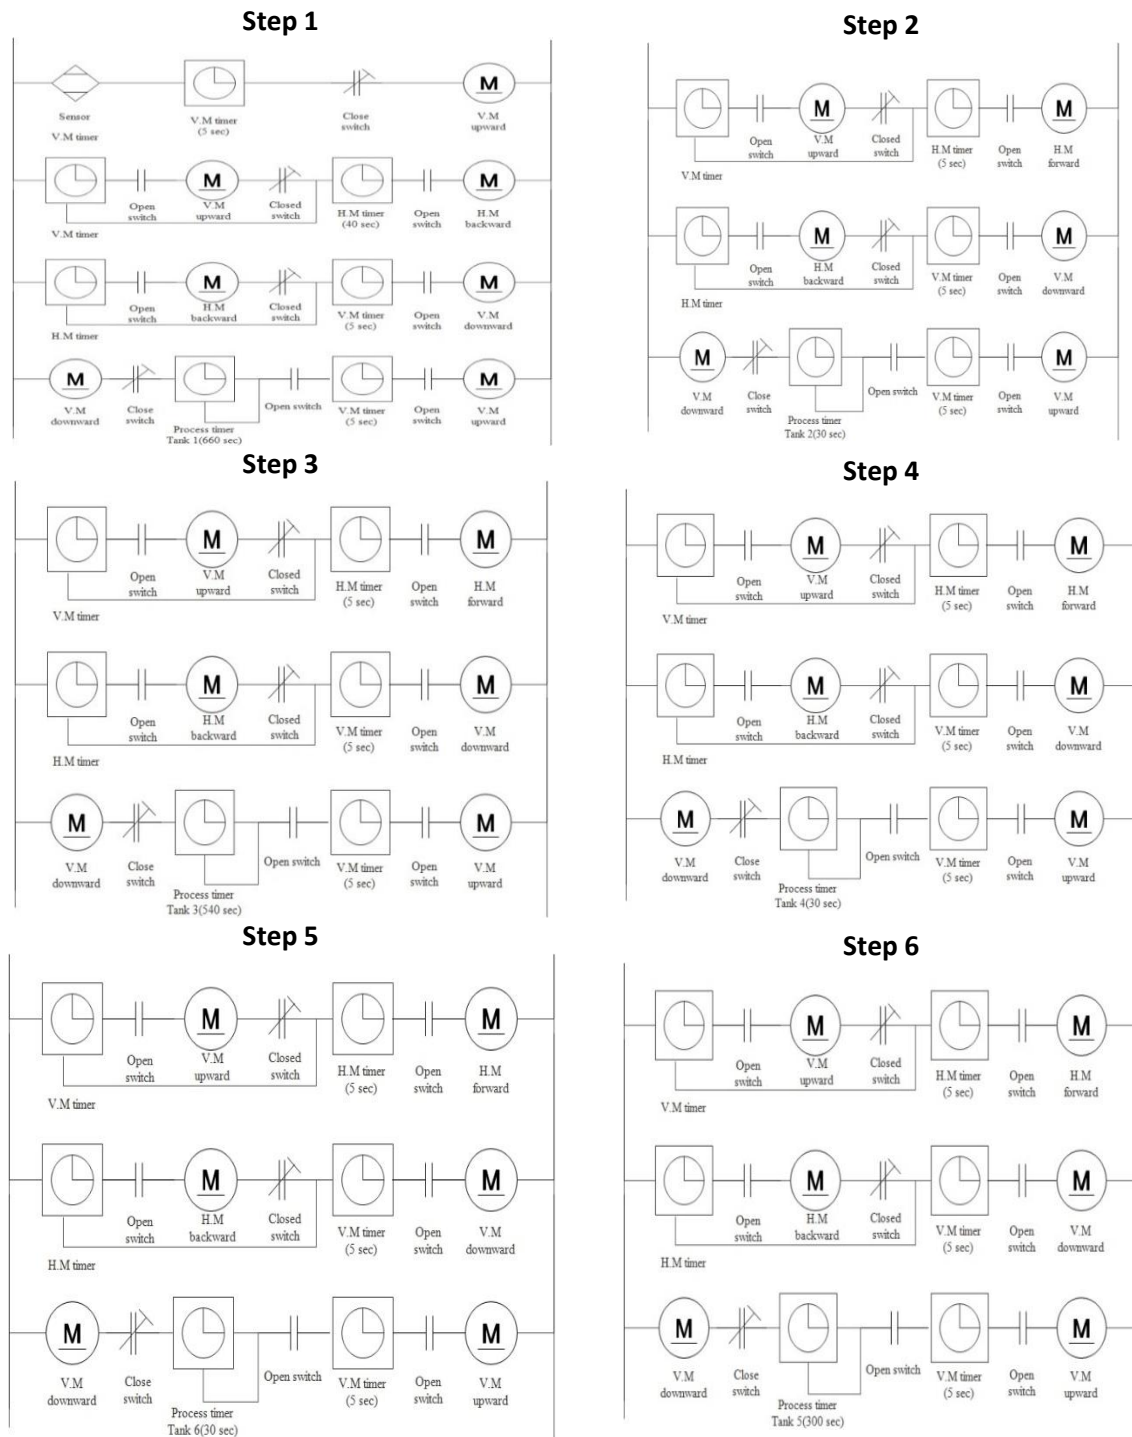 Step 1
M
Sensor
V.M timer
V.M timer
(5 sec)
Close
switch
V.M
upward
M
M
Open
switch
V.M
upward
Closed
switch
H.M timer
(40 sec)
Open
switch
H.M
backward
V.M timer
M
M
Open
switch
H.M
backward
Closed
switch
V.M timer
(5 sec)
Open
switch
V.M
downward
H.M timer
M
M
V.M
downward
Close
switch
Process timer
Tank 1(660 sec)
Open switch
V.M timer
(5 sec)
Open
switch
V.M
upward
Step 2
M
M
Open
switch
V.M
upward
Closed
switch
H.M timer
(5 sec)
Open
switch
H.M
forward
V.M timer
M
M
Open
switch
H.M
backward
Closed
switch
V.M timer
(5 sec)
Open
switch
V.M
downward
H.M timer
M
M
V.M
downward
Close
switch
Process timer
Tank 2(30 sec)
Open switch
V.M timer
(5 sec)
Open
switch
V.M
upward
Step 3
M
M
Open
switch
V.M
upward
Closed
switch
H.M timer
(5 sec)
Open
switch
H.M
forward
V.M timer
M
M
Open
switch
H.M
backward
Closed
switch
V.M timer
(5 sec)
Open
switch
V.M
downward
H.M timer
M
M
V.M
downward
Close
switch
Process timer
Tank 3(540 sec)
Open switch
V.M timer
(5 sec)
Open
switch
V.M
upward
Step 4
M
M
Open
switch
V.M
upward
Closed
switch
H.M timer
(5 sec)
Open
switch
H.M
forward
V.M timer
M
M
Open
switch
H.M
backward
Closed
switch
V.M timer
(5 sec)
Open
switch
V.M
downward
H.M timer
M
M
V.M
downward
Close
switch
Process timer
Tank 4(30 sec)
Open switch
V.M timer
(5 sec)
Open
switch
V.M
upward
Step 5
M
M
Open
switch
V.M
upward
Closed
switch
H.M timer
(5 sec)
Open
switch
H.M
forward
V.M timer
M
M
Open
switch
H.M
backward
Closed
switch
V.M timer
(5 sec)
Open
switch
V.M
downward
H.M timer
M
M
V.M
downward
Close
switch
Process timer
Tank 6(30 sec)
Open switch
V.M timer
(5 sec)
Open
switch
V.M
upward
Step 6
M
M
Open
switch
V.M
upward
Closed
switch
H.M timer
(5 sec)
Open
switch
H.M
forward
V.M timer
M
M
Open
switch
H.M
backward
Closed
switch
V.M timer
(5 sec)
Open
switch
V.M
downward
H.M timer
M
M
V.M
downward
Close
switch
Process timer
Tank 5(300 sec)
Open switch
V.M timer
(5 sec)
Open
switch
V.M
upward